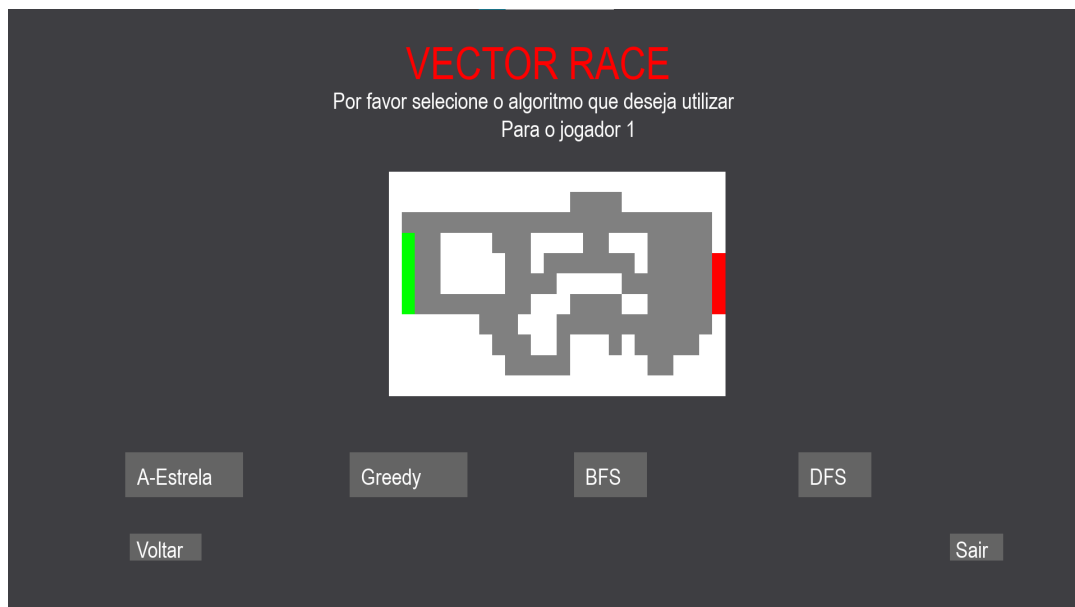 VECTOR RACE
Por favor selecione o algoritmo que deseja utilizar
Para o jogador 1
A-Estrela
Greedy
BFS
DFS
Voltar
Sair